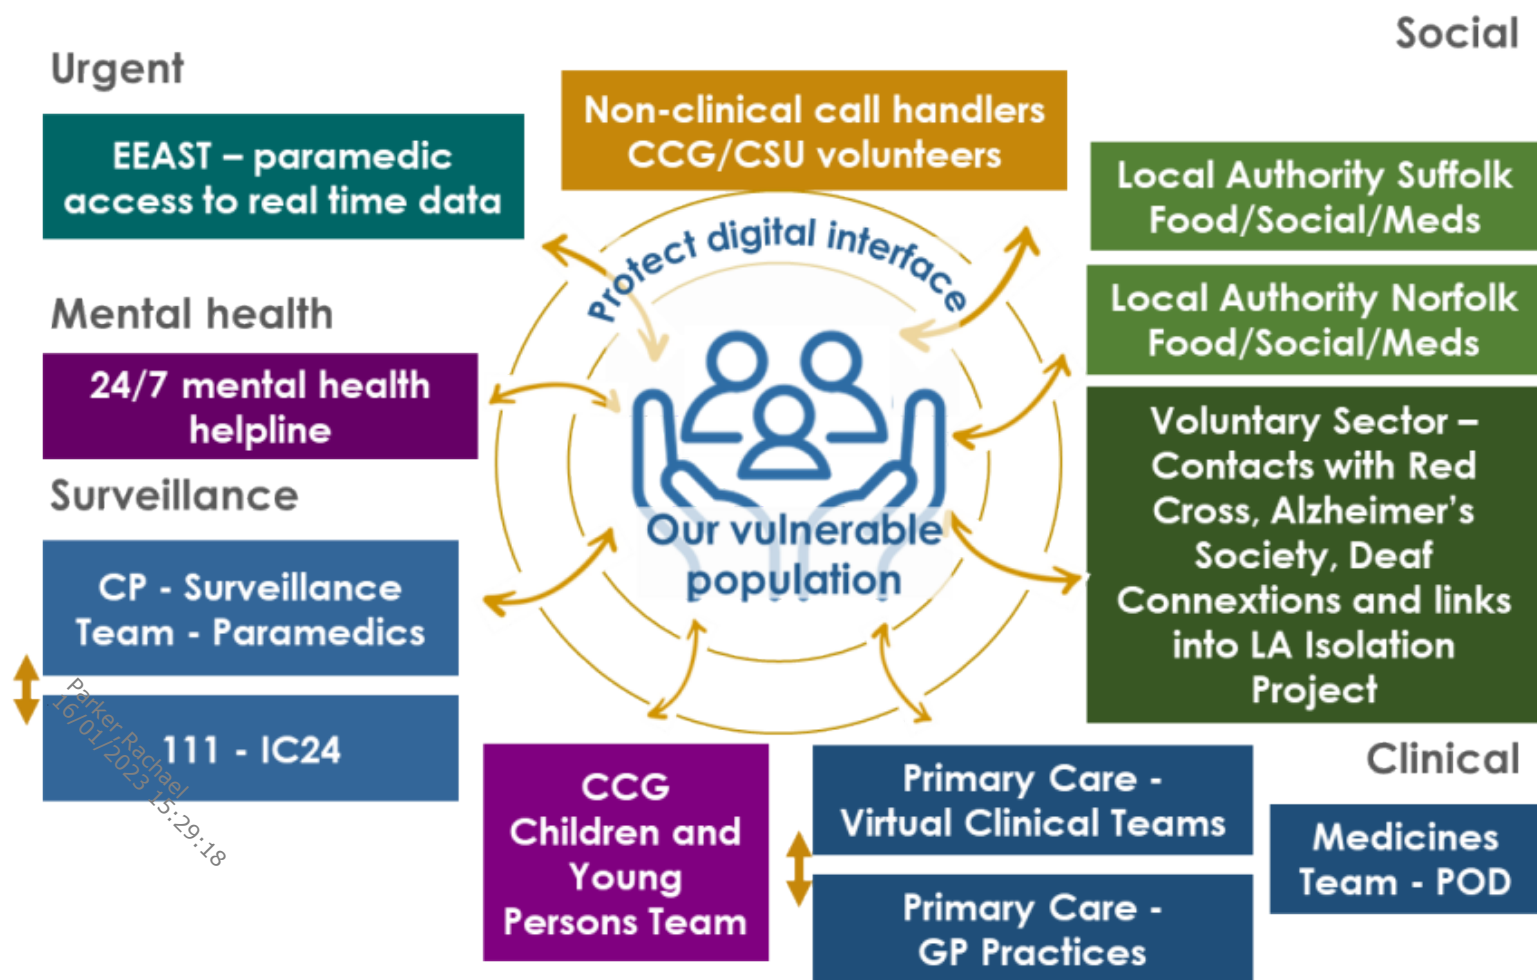 Social
Urgent
Non-clinical call handlers
CCG/CSU volunteers
EEAST – paramedic
access to real time data
Local Authority Suffolk
Food/Social/Meds
Protect digital interface
Local Authority Norfolk
Food/Social/Meds
Mental health
24/7 mental health
helpline
Voluntary Sector –
Contacts with Red
Cross, Alzheimer's
Society, Deaf
Connextions and links
into LA Isolation
Project
Surveillance
Our vulnerable
population
CP - Surveillance
Team - Paramedics
111 - IC24
Parker,Rachael
16/01/2023 15:29:18
CCG
Children and
Young
Persons Team
Primary Care -
Virtual Clinical Teams
Primary Care -
GP Practices
Clinical
Medicines
Team - POD